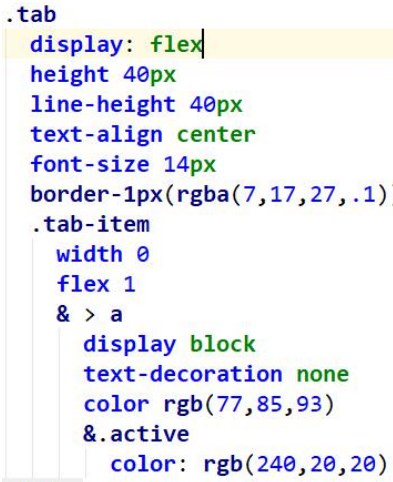 .tab
display: flex
height 40px
line-height 40px
text-align center
font-size 14px
border-1px(rgba(7,17,27,.1)
.tab-item
width 0
flex 1
& > a
display block
text-decoration none
color rgb(77,85,93)
&.active
color: rgb(240,20,20)